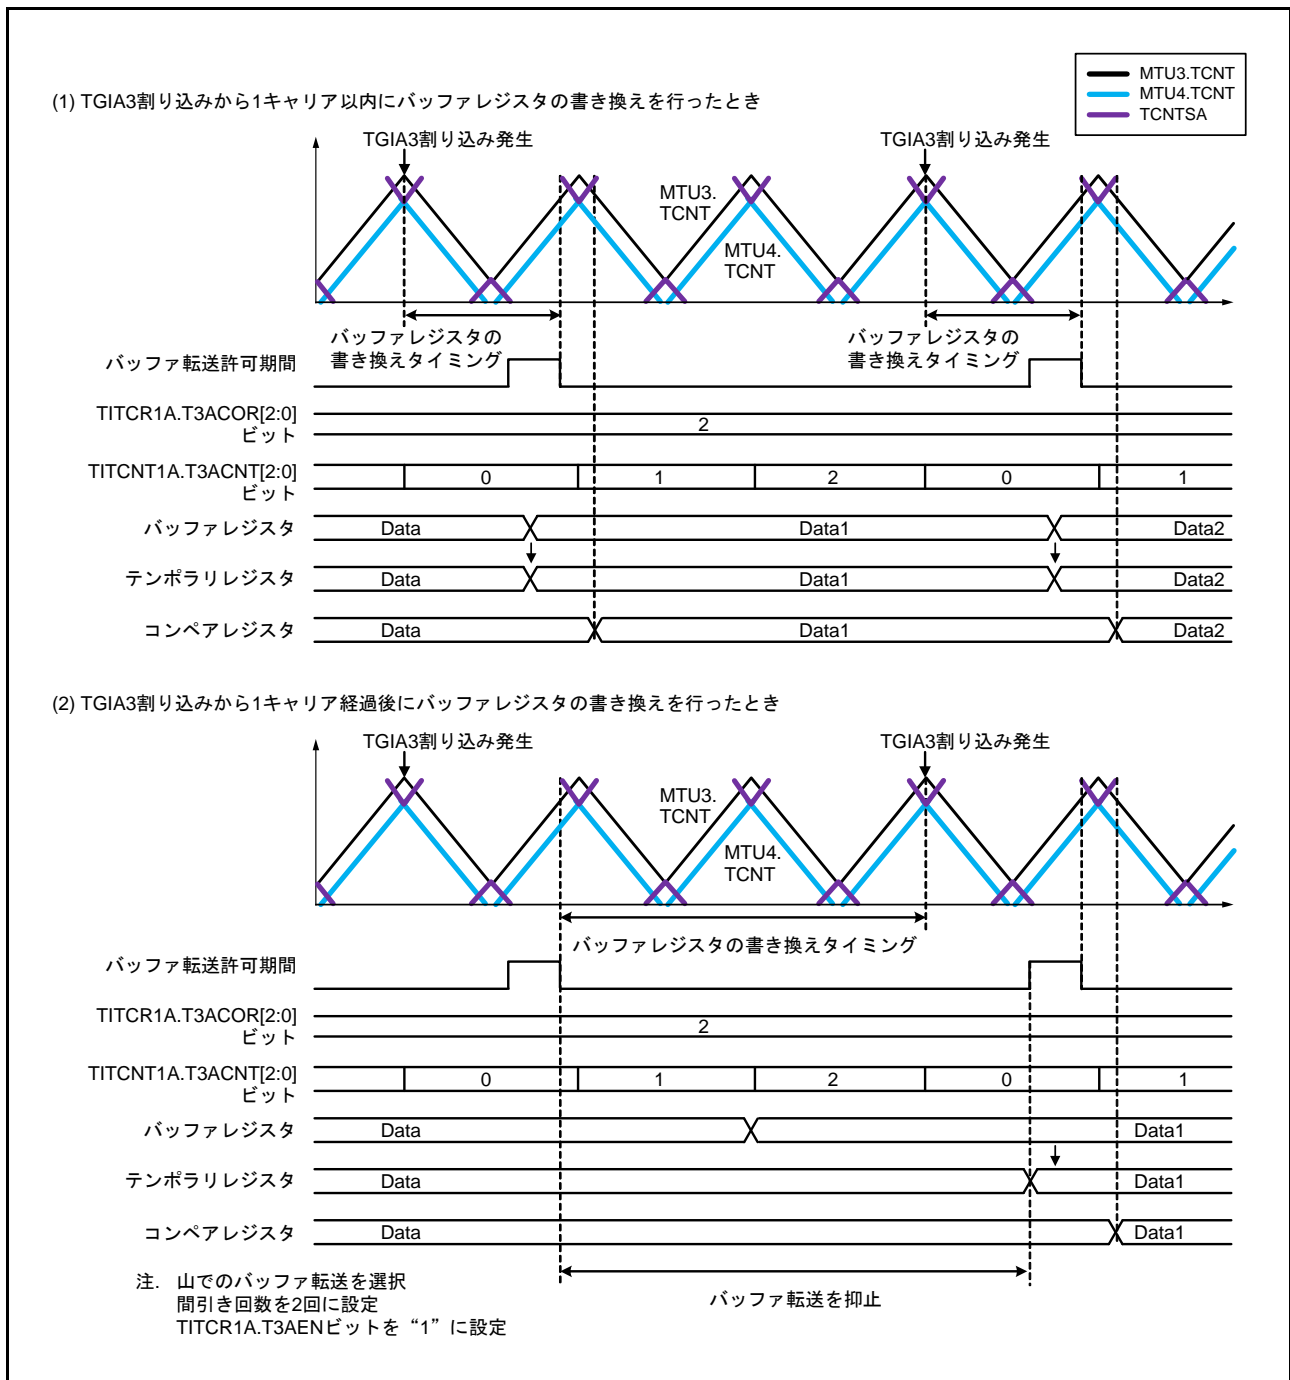 MTU3.TCNT
MTU4.TCNT
TCNTSA
(1) TGIA3割り込みから1キャリア以内にバッファレジスタの書き換えを行ったとき
TGIA3割り込み発生
TGIA3割り込み発生
MTU3.
TCNT
MTU4.
TCNT
バッファレジスタの
書き換えタイミング
バッファレジスタの
書き換えタイミング
バッファ転送許可期間
TITCR1A.T3ACOR[2:0]
ビット
2
TITCNT1A.T3ACNT[2:0]
ビット
0
1
2
0
1
バッファレジスタ
Data
Data1
Data2
テンポラリレジスタ
Data
Data1
Data2
コンペアレジスタ
Data
Data1
Data2
(2) TGIA3割り込みから1キャリア経過後にバッファレジスタの書き換えを行ったとき
TGIA3割り込み発生
TGIA3割り込み発生
MTU3.
TCNT
MTU4.
TCNT
バッファレジスタの書き換えタイミング
バッファ転送許可期間
TITCR1A.T3ACOR[2:0]
ビット
2
TITCNT1A.T3ACNT[2:0]
ビット
0
1
2
0
1
バッファレジスタ
Data
Data1
テンポラリレジスタ
Data
Data1
コンペアレジスタ
Data
Data1
バッファ転送を抑止
注. 山でのバッファ転送を選択
間引き回数を2回に設定
TITCR1A.T3AENビットを“1”に設定